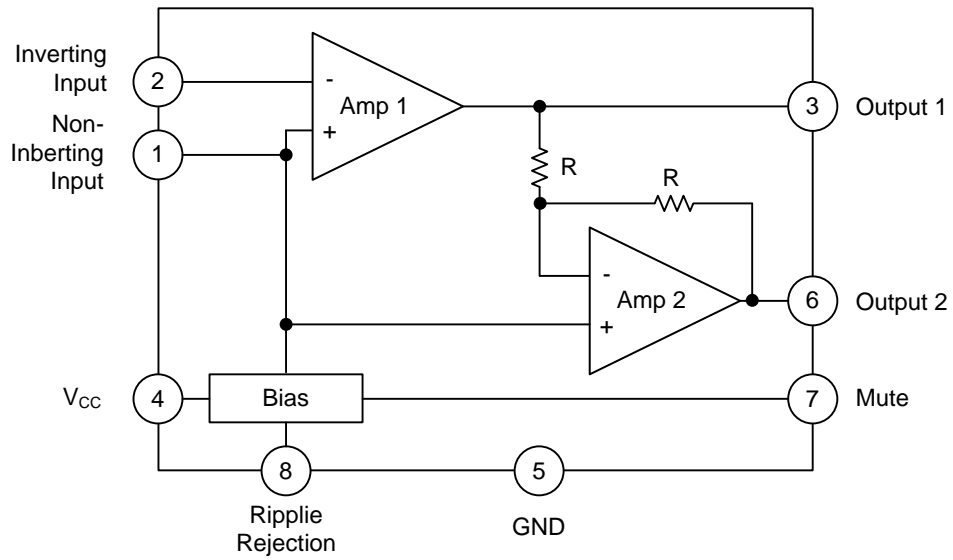 Inverting
Input
2
-
Amp 1
3
Output 1
Non-
Inberting
Input
1
+
R
R
-
Amp 2
6
Output 2
+
V_CC
4
Bias
7
Mute
8
5
Ripplie
Rejection
GND